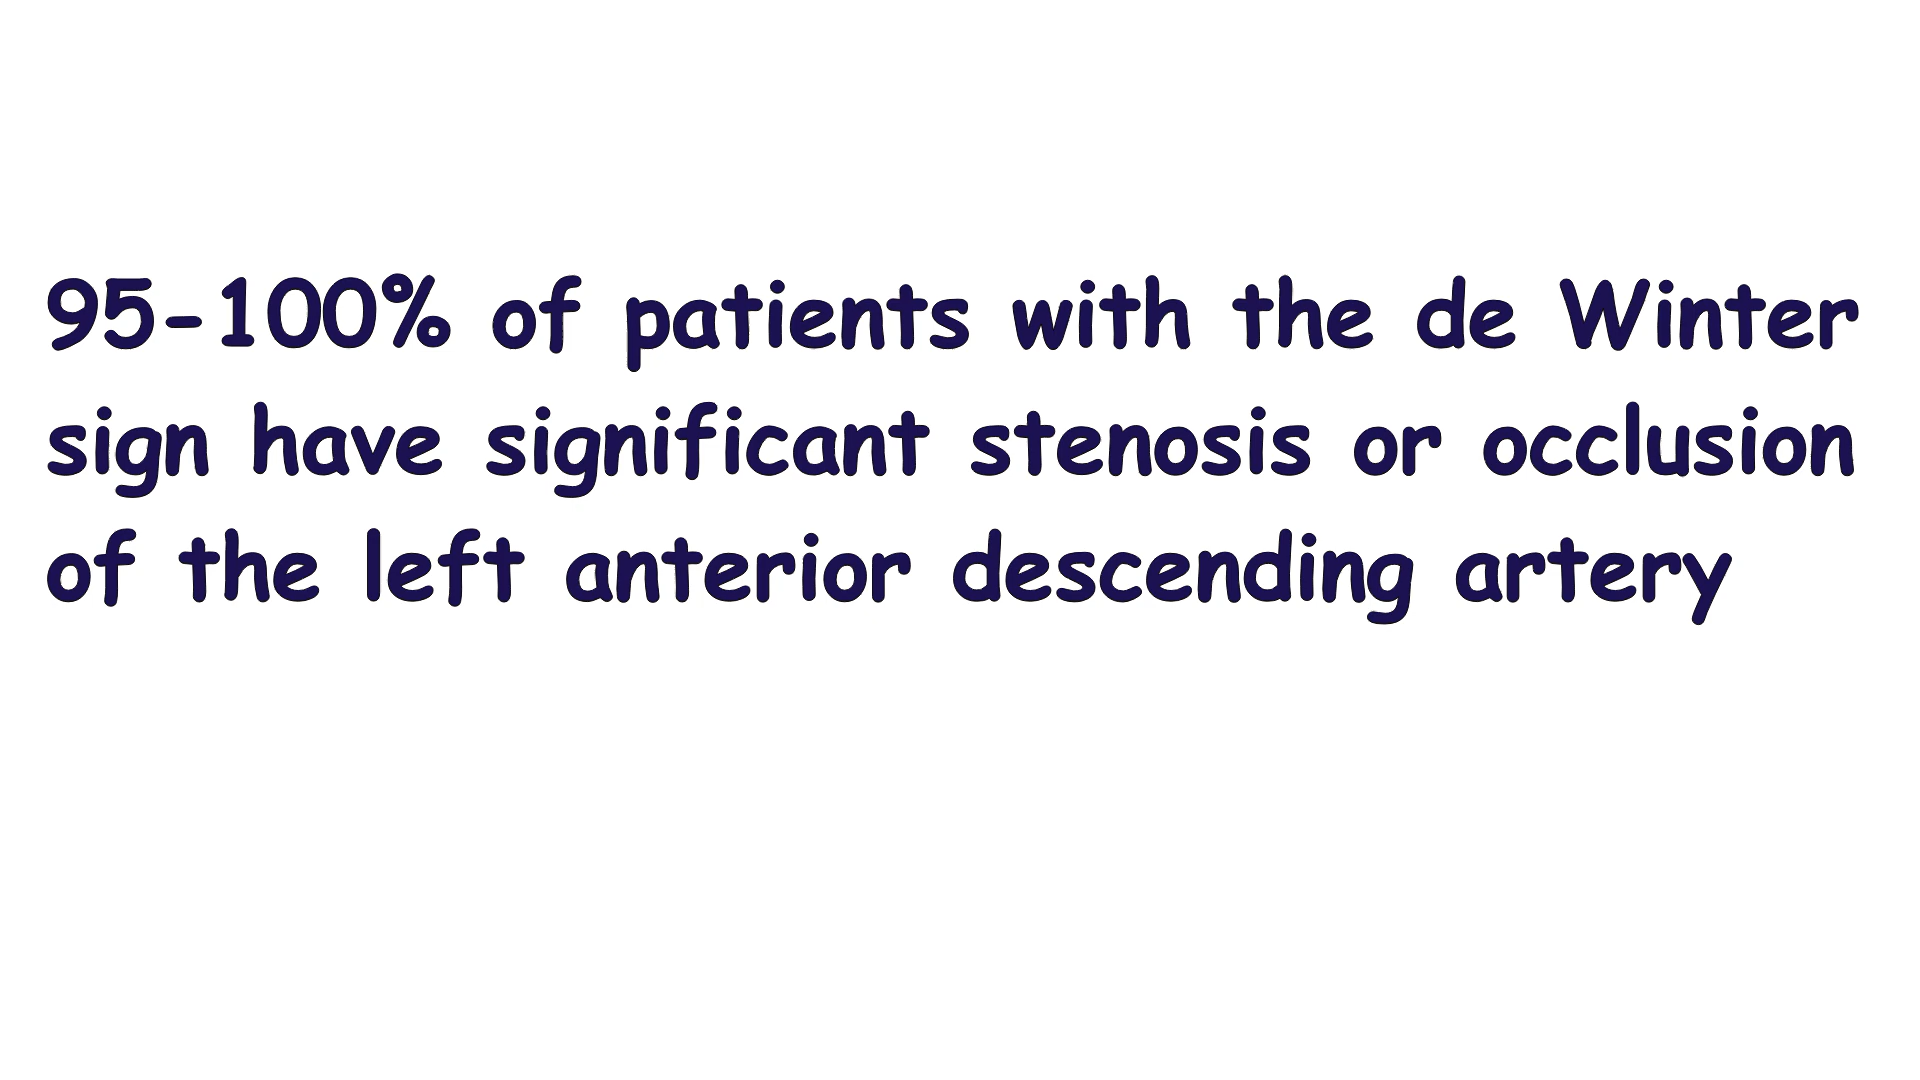 95-100% of patients with the de Winter
sign have significant stenosis or occlusion
of the left anterior descending artery